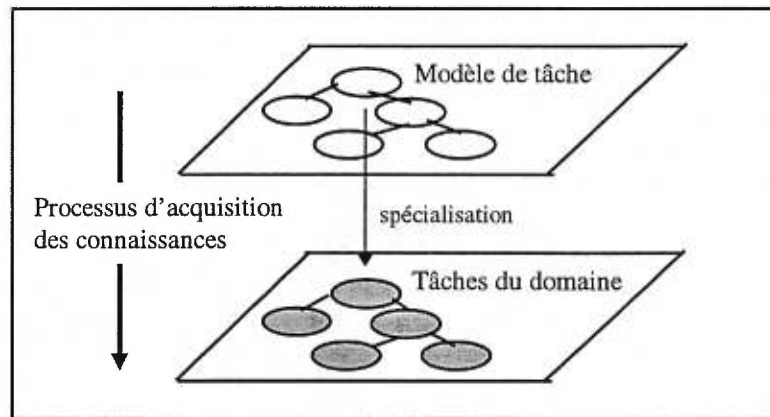 Modèle de tâche
Processus d'acquisition
des connaissances
spécialisation
Tâches du domaine